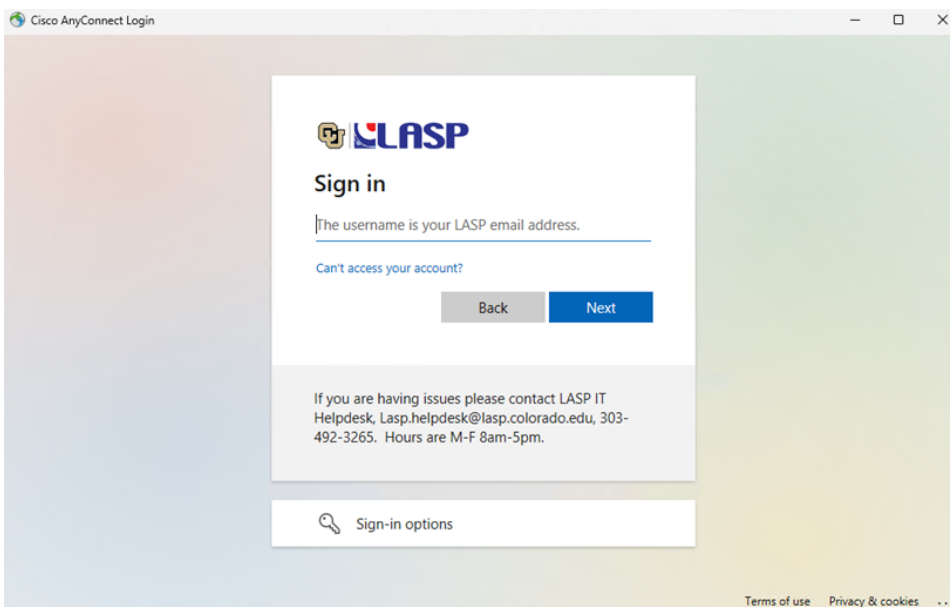 Cisco AnyConnect Login
CU LASP
Sign in
The username is your LASP email address.
Can't access your account?
Back Next
If you are having issues please contact LASP IT
Helpdesk, Lasp.helpdesk@lasp.colorado.edu, 303-
492-3265. Hours are M-F 8am-5pm.
Sign-in options
Terms of use Privacy & cookies ..